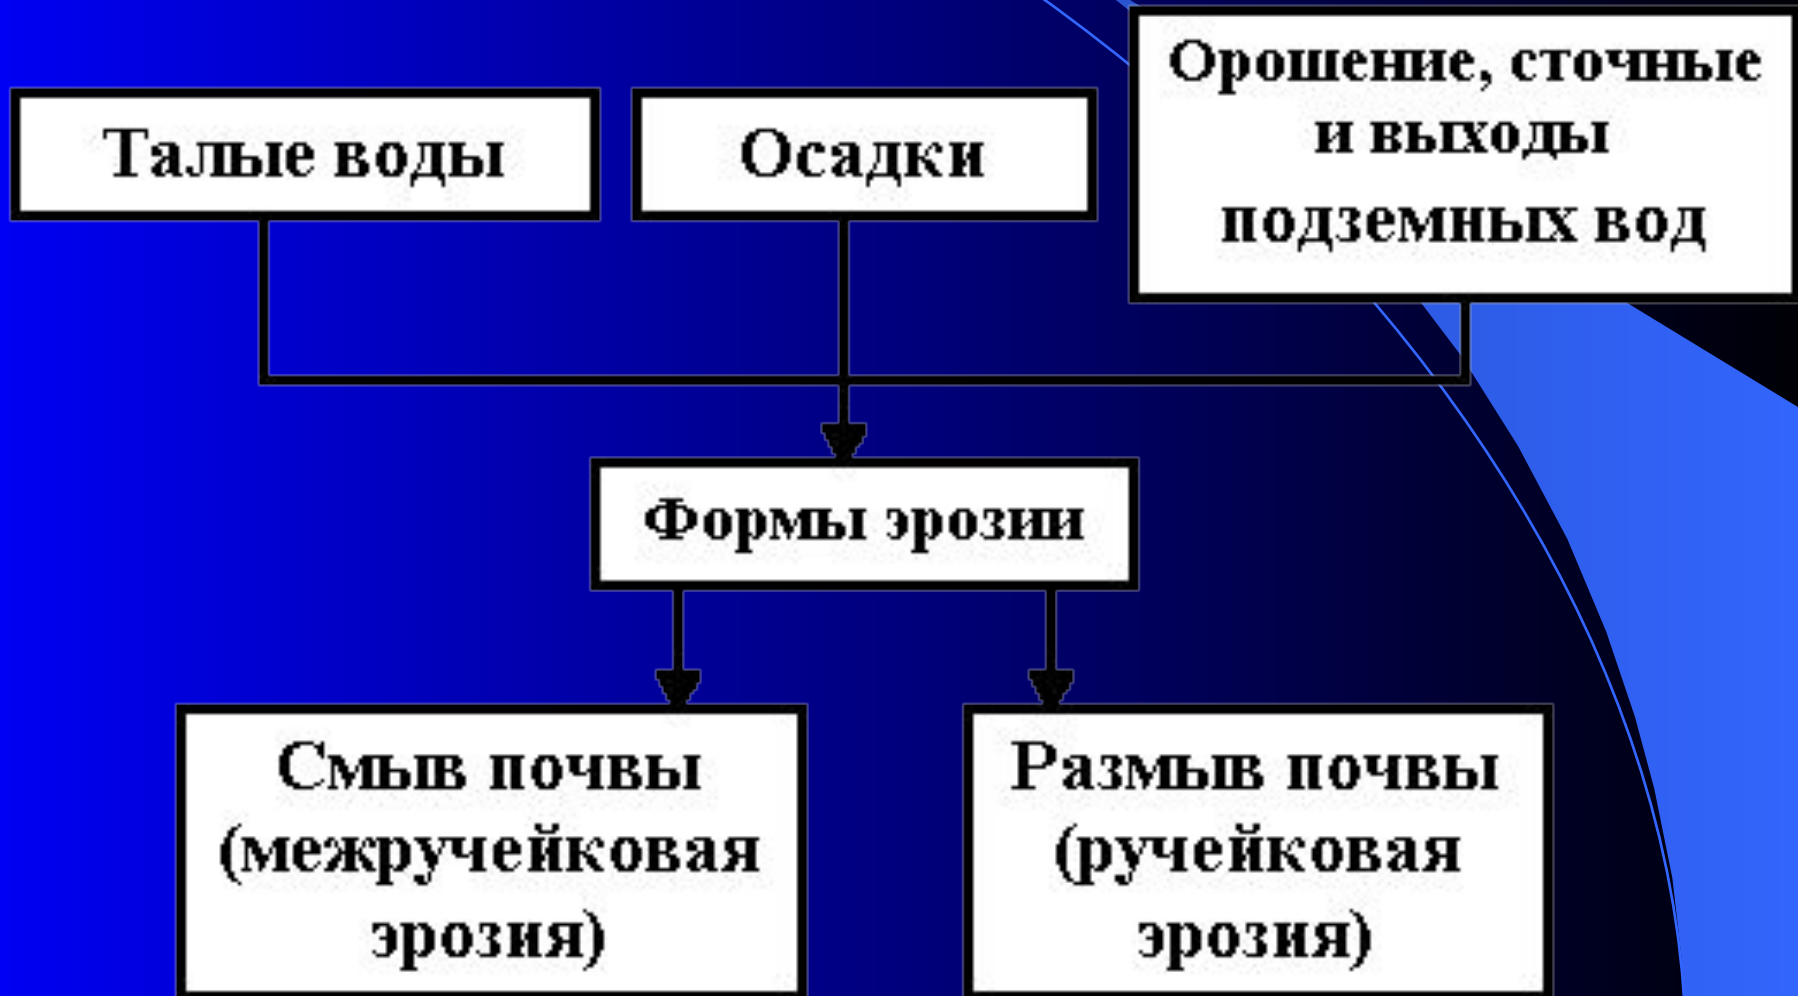 Талые воды
Осадки
Орошение, сточные
и выходы
подземных вод
Формы эрозии
Смыв почвы
(межручейковая
эрозия)
Размыв почвы
(ручейковая
эрозия)